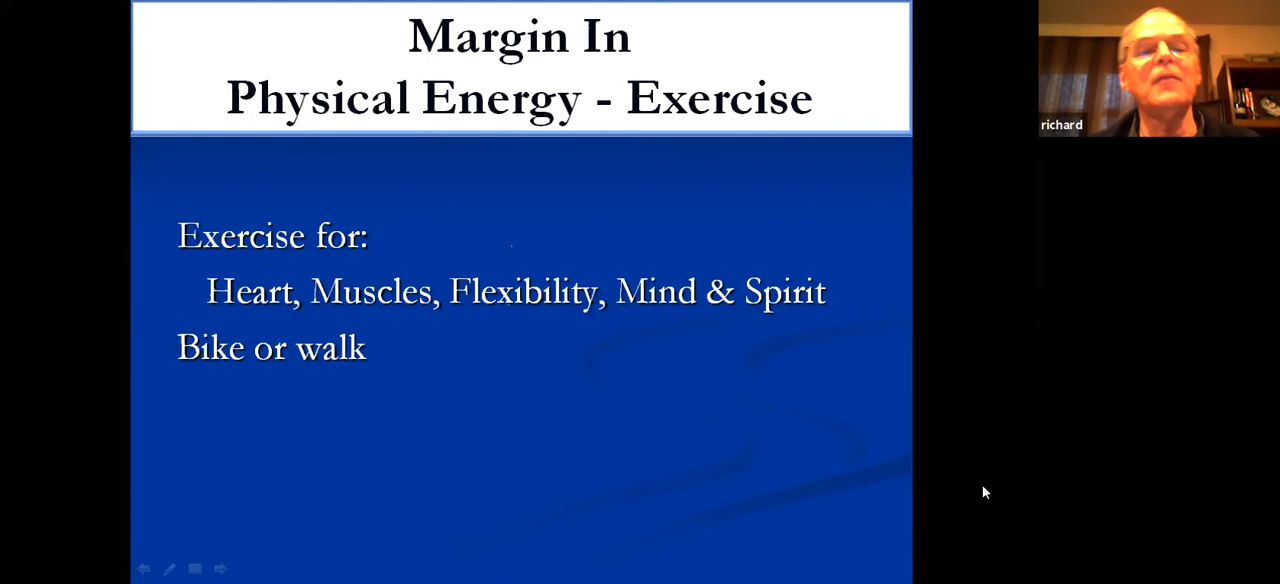 Margin In
Physical Energy - Exercise
Exercise for:
Heart, Muscles, Flexibility, Mind & Spirit
Bike or walk
richard